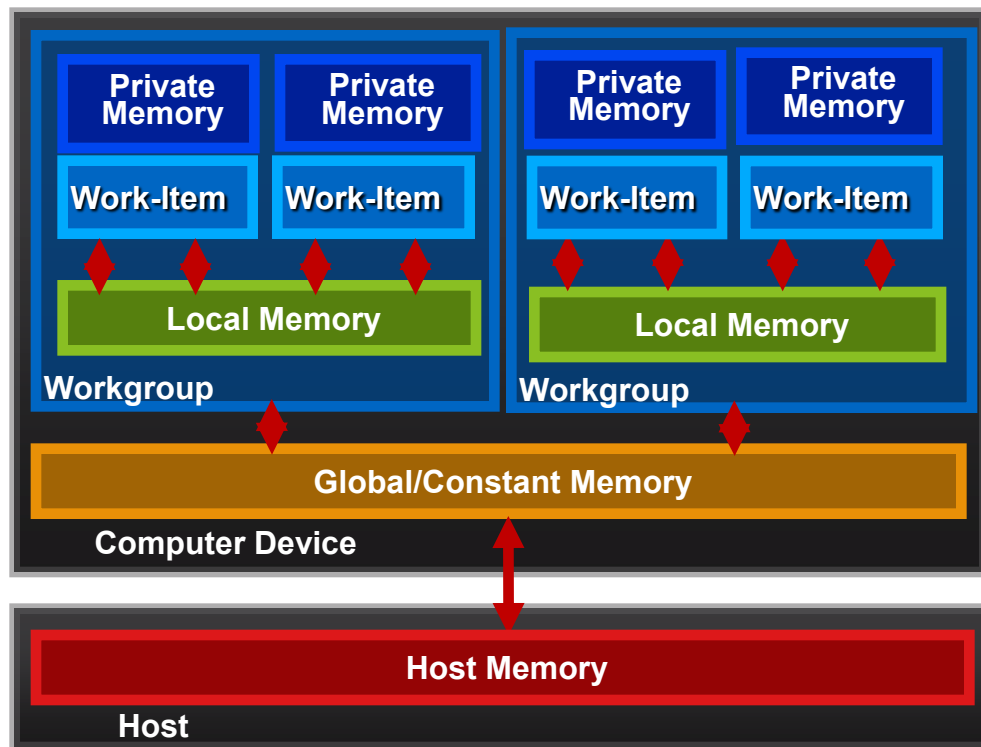 Private
Memory
Private
Memory
Private
Memory
Private
Memory
Work-Item
Work-Item
Work-Item
Work-Item
Local Memory
Local Memory
Workgroup
Workgroup
Global/Constant Memory
Computer Device
Host Memory
Host